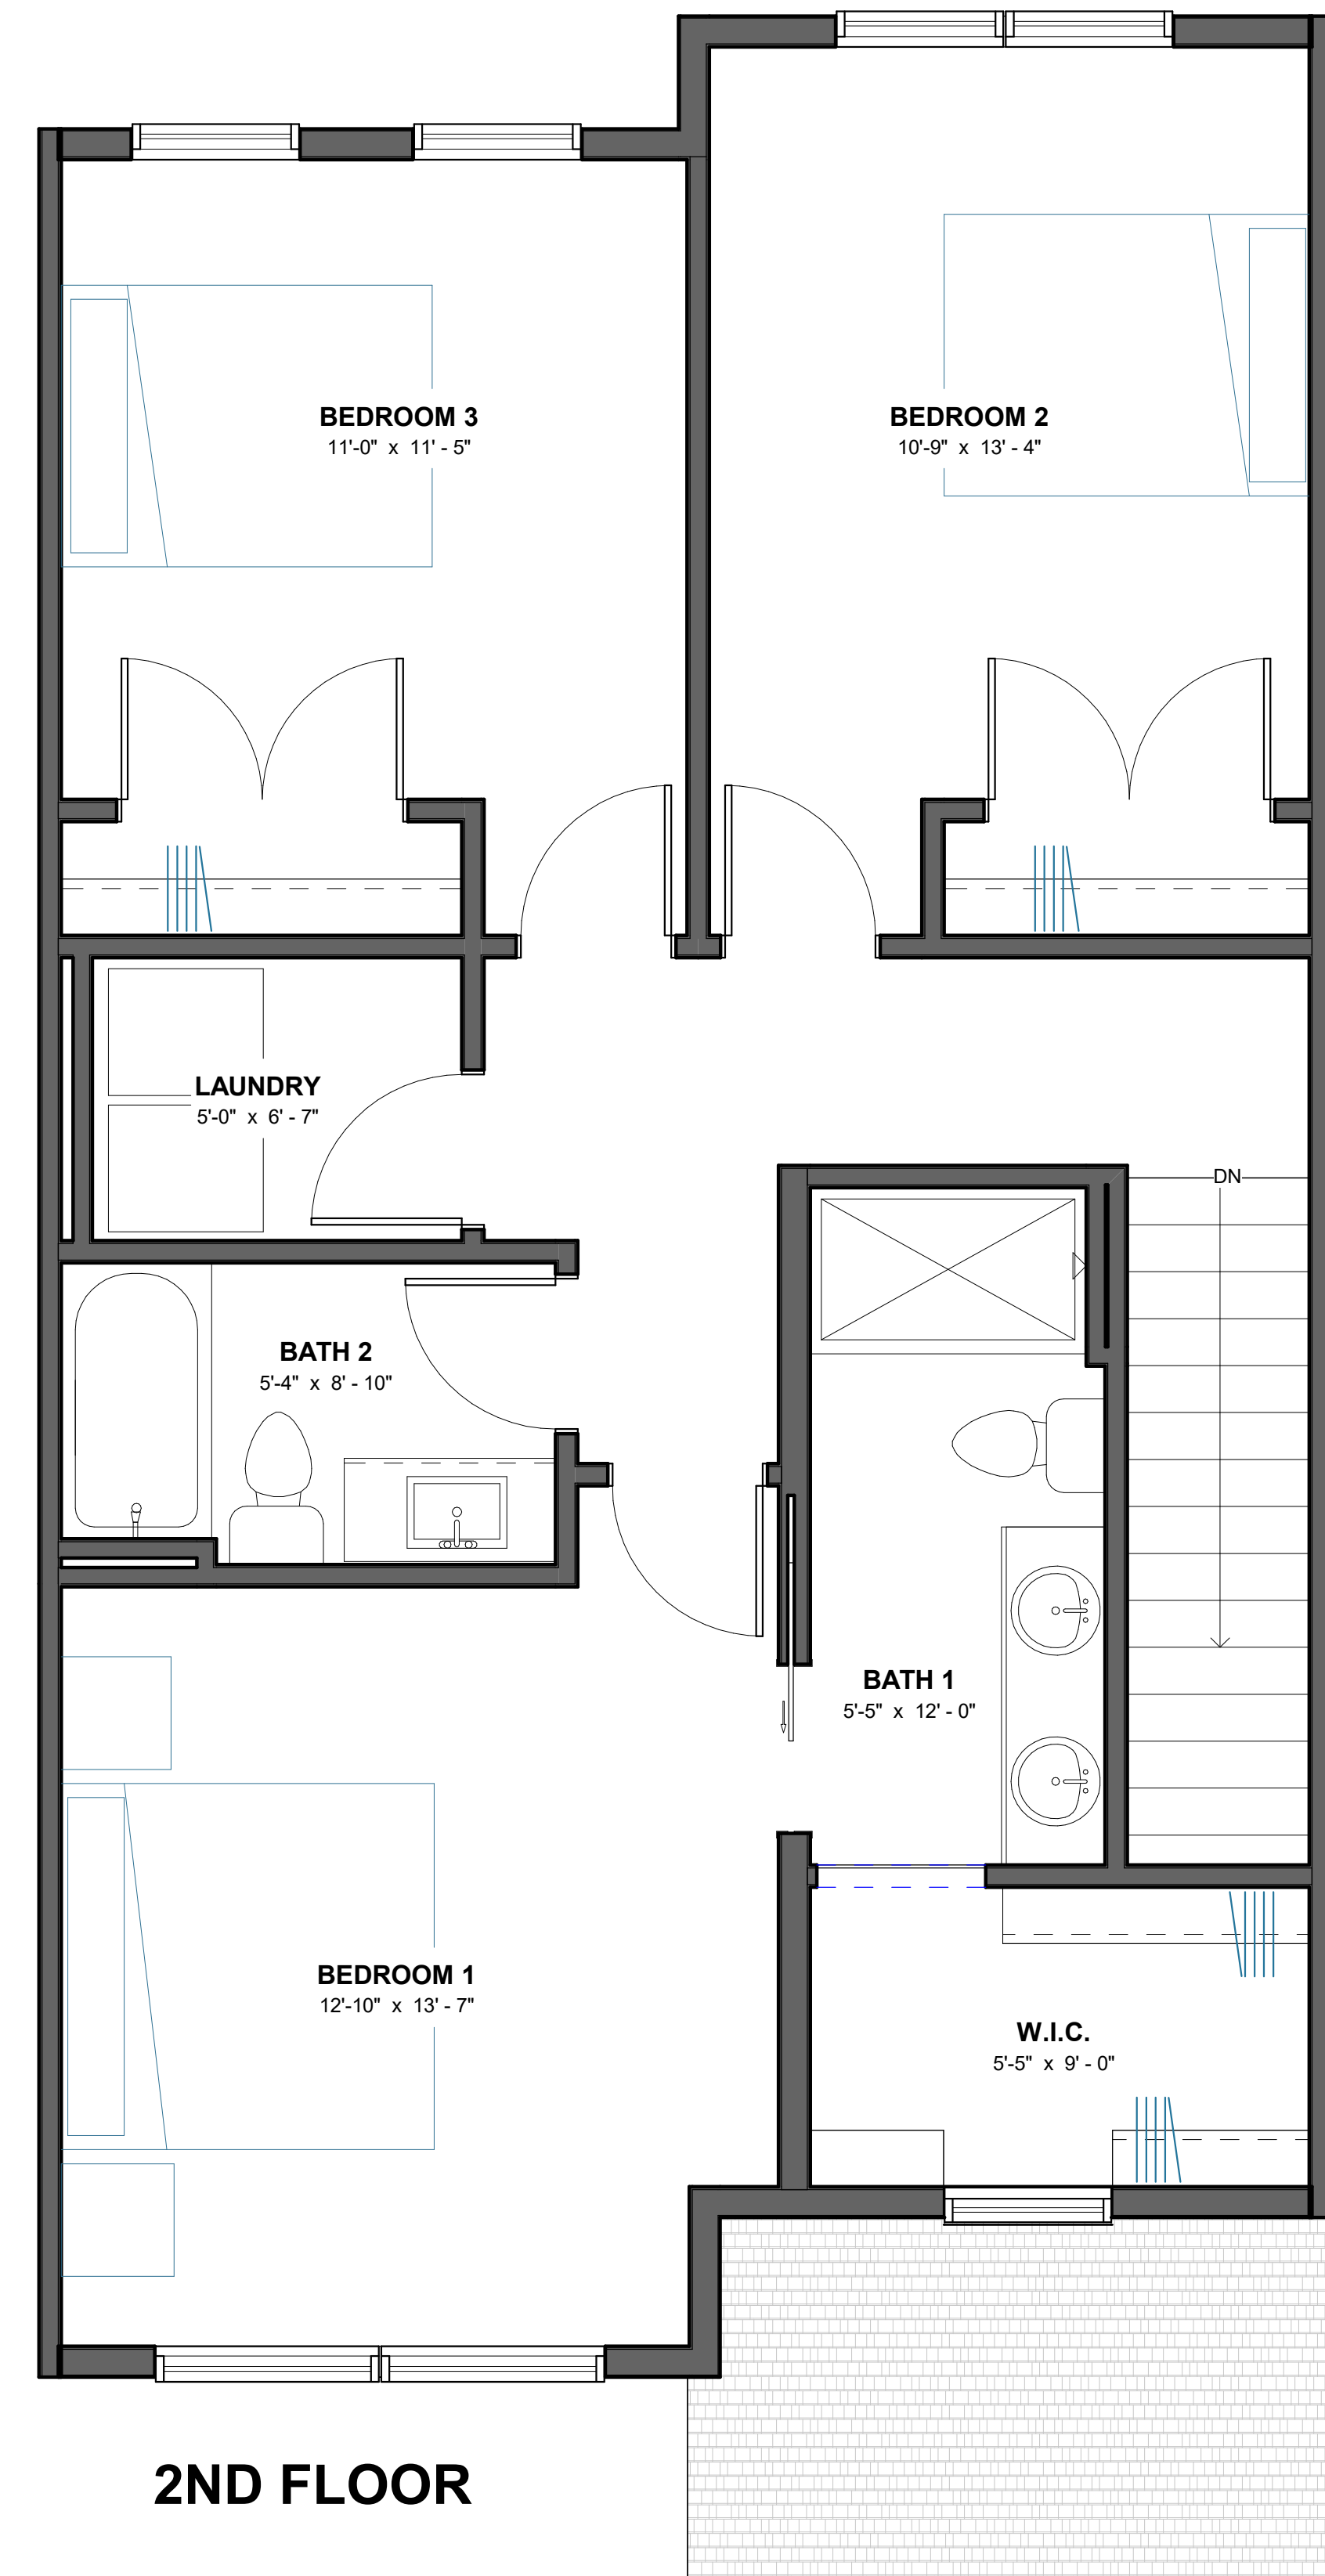 BEDROOM 3
11'-0" x 11' - 5"
BEDROOM 2
10'-9" x 13' - 4"
LAUNDRY
5'-0" x 6' - 7"
DN
BATH 2
5'-4" x 8' - 10"
BATH 1
5'-5" x 12' - 0"
BEDROOM 1
12'-10" x 13' - 7"
W.I.C.
5'-5" x 9' - 0"
2ND FLOOR